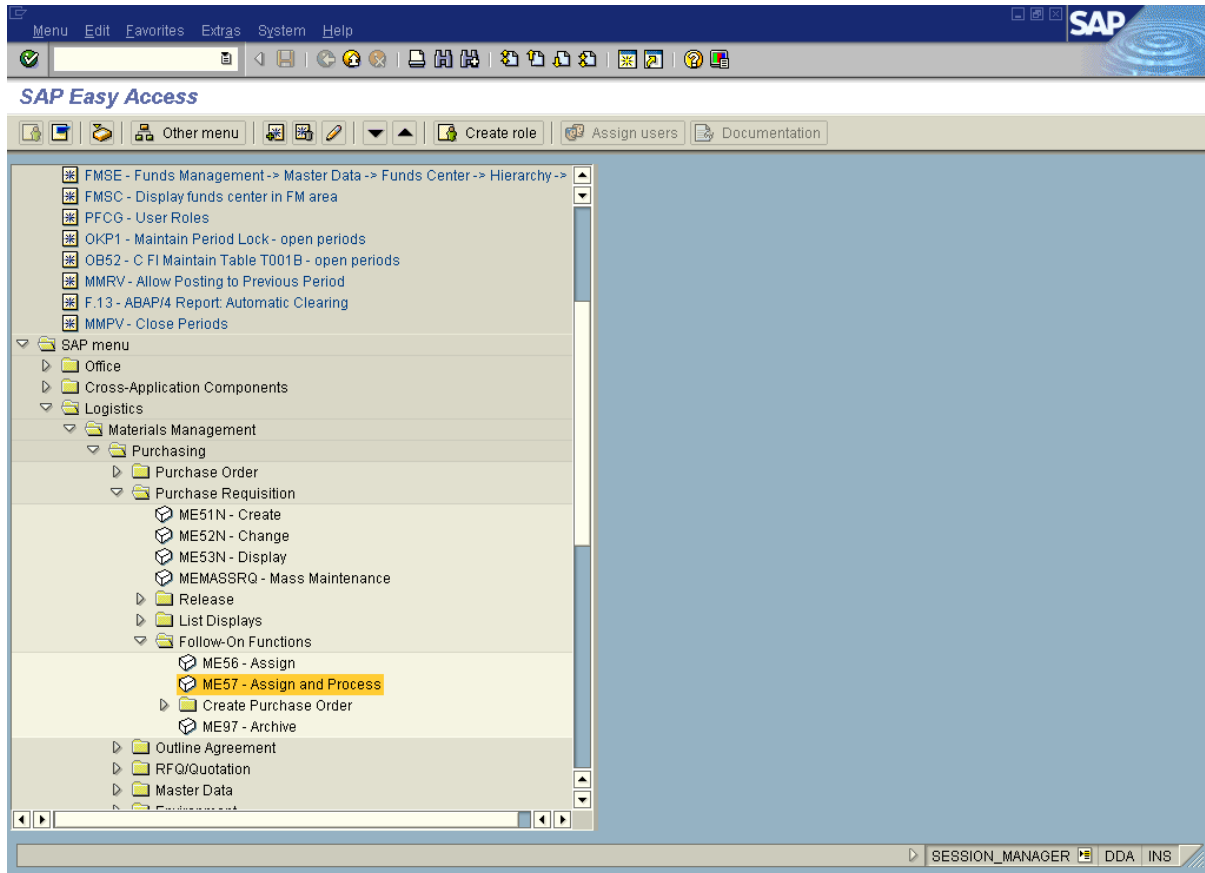 Menu Edit Favorites Extras System Help
SAP
SAP Easy Access
Other menu Create role Assign users Documentation
FMSE - Funds Management -> Master Data -> Funds Center -> Hierarchy ->
FMSC - Display funds center in FM area
PFCG - User Roles
OKP1 - Maintain Period Lock - open periods
OB52 - C FI Maintain Table T001B - open periods
MMRV - Allow Posting to Previous Period
F.13 - ABAP/4 Report: Automatic Clearing
MMPV - Close Periods
SAP menu
Office
Cross-Application Components
Logistics
Materials Management
Purchasing
Purchase Order
Purchase Requisition
ME51N - Create
ME52N - Change
ME53N - Display
MEMASSRQ - Mass Maintenance
Release
List Displays
Follow-On Functions
ME56 - Assign
ME57 - Assign and Process
Create Purchase Order
ME97 - Archive
Outline Agreement
RFQ/Quotation
Master Data
Environment
SESSION_MANAGER DDA INS